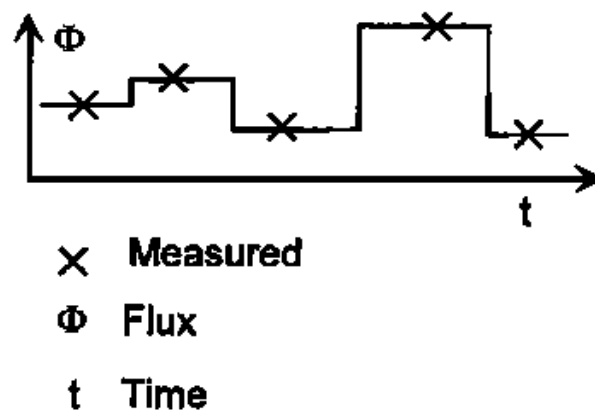 Φ
t
× Measured
Φ Flux
t Time